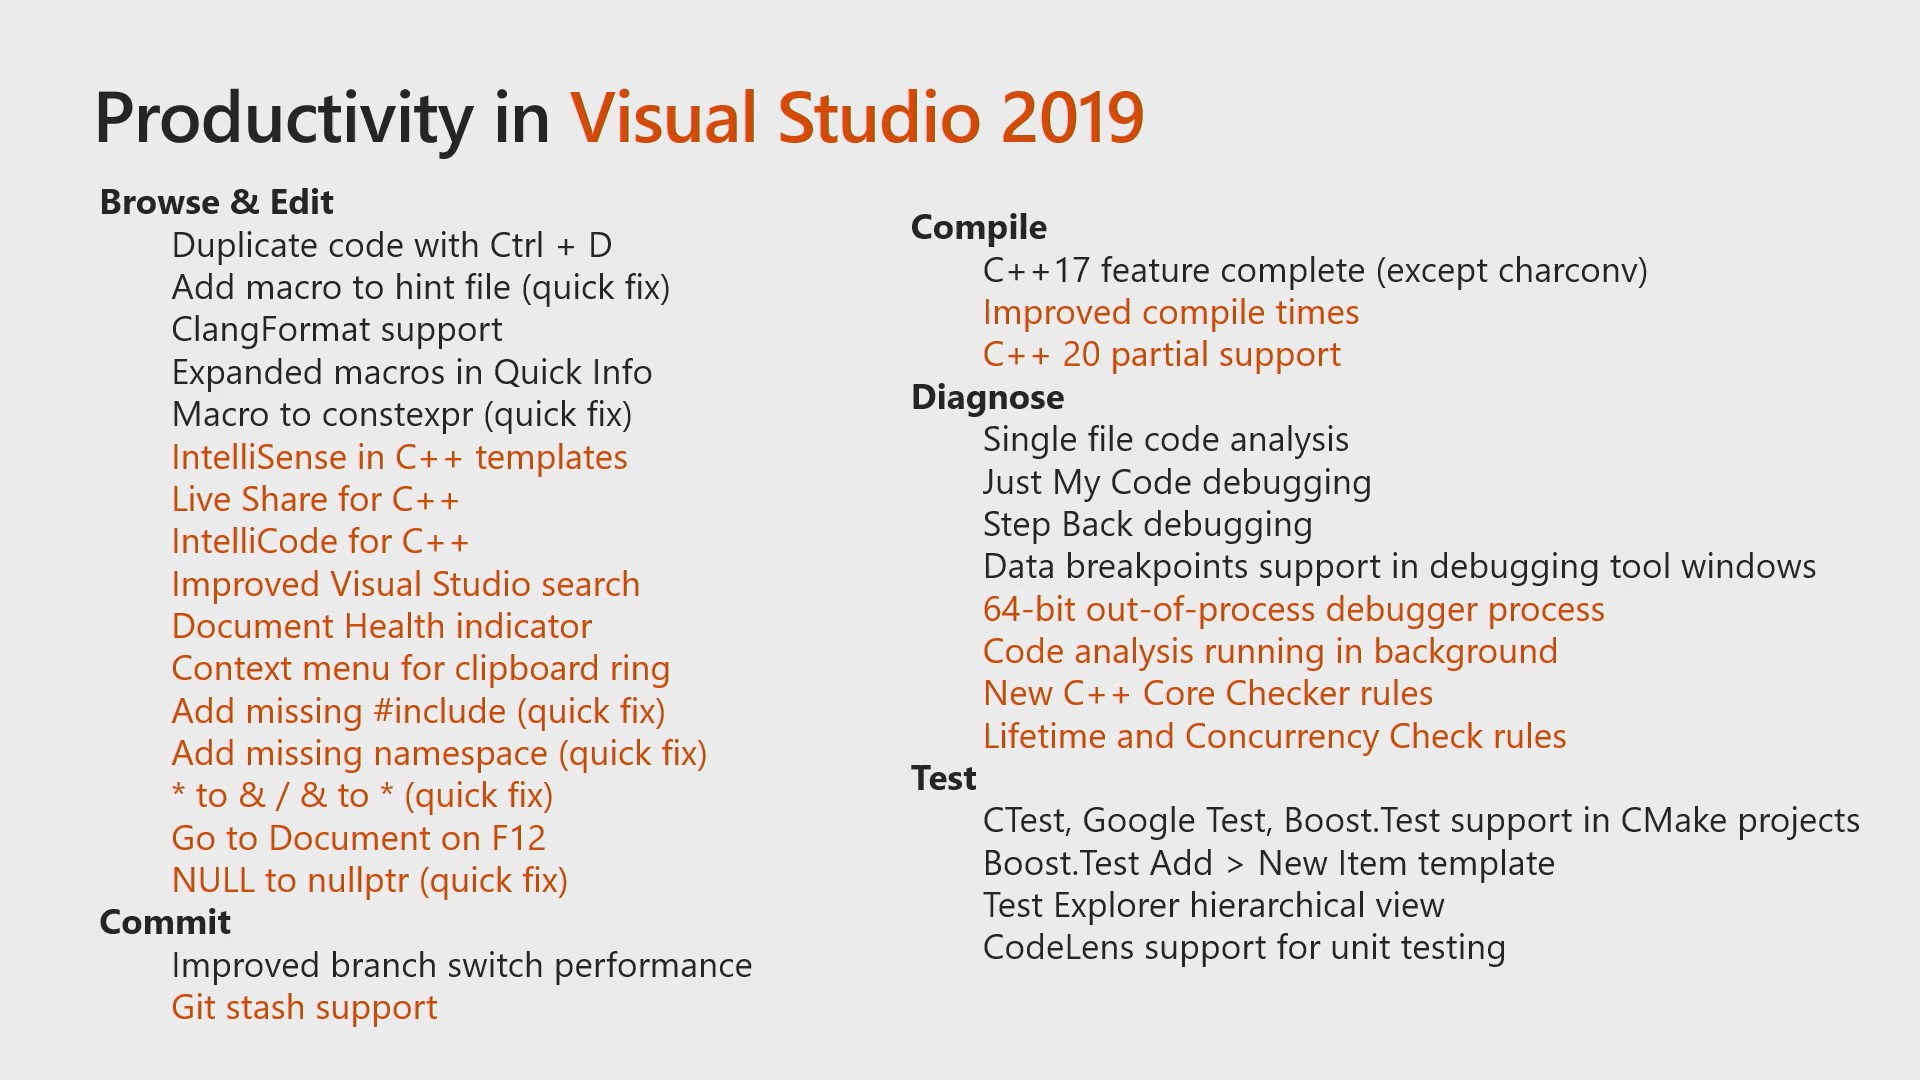 Productivity in Visual Studio 2019
Browse & Edit
Duplicate code with Ctrl + D
Add macro to hint file (quick fix)
ClangFormat support
Expanded macros in Quick Info
Macro to constexpr (quick fix)
IntelliSense in C++ templates
Live Share for C++
IntelliCode for C++
Improved Visual Studio search
Document Health indicator
Context menu for clipboard ring
Add missing #include (quick fix)
Add missing namespace (quick fix)
* to & / & to * (quick fix)
Go to Document on F12
NULL to nullptr (quick fix)
Commit
Improved branch switch performance
Git stash support
Compile
C++17 feature complete (except charconv)
Improved compile times
C++ 20 partial support
Diagnose
Single file code analysis
Just My Code debugging
Step Back debugging
Data breakpoints support in debugging tool windows
64-bit out-of-process debugger process
Code analysis running in background
New C++ Core Checker rules
Lifetime and Concurrency Check rules
Test
CTest, Google Test, Boost.Test support in CMake projects
Boost.Test Add > New Item template
Test Explorer hierarchical view
CodeLens support for unit testing